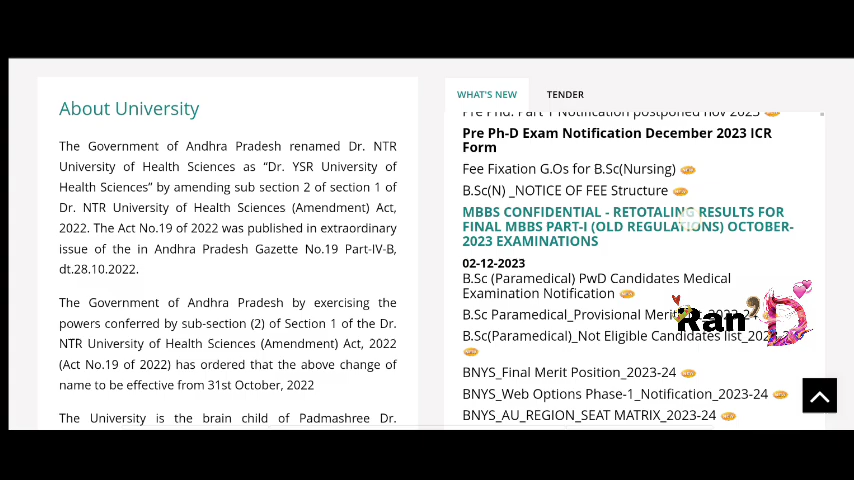 About University
The Government of Andhra Pradesh renamed Dr. NTR
University of Health Sciences as “Dr. YSR University of
Health Sciences” by amending sub section 2 of section 1 of
Dr. NTR University of Health Sciences (Amendment) Act,
2022. The Act No.19 of 2022 was published in extraordinary
issue of the in Andhra Pradesh Gazette No.19 Part-IV-B,
dt.28.10.2022.
The Government of Andhra Pradesh by exercising the
powers conferred by sub-section (2) of Section 1 of the Dr.
NTR University of Health Sciences (Amendment) Act, 2022
(Act No.19 of 2022) has ordered that the above change of
name to be effective from 31st October, 2022
The University is the brain child of Padmashree Dr.
WHAT'S NEW
TENDER
Pre Phd. Part 1 Notification postponed nov 2023
Pre Ph-D Exam Notification December 2023 ICR
Form
Fee Fixation G.Os for B.Sc(Nursing)
B.Sc(N) _NOTICE OF FEE Structure
MBBS CONFIDENTIAL - RETOTALING RESULTS FOR
FINAL MBBS PART-I (OLD REGULATIONS) OCTOBER-
2023 EXAMINATIONS
02-12-2023
B.Sc (Paramedical) PwD Candidates Medical
Examination Notification
B.Sc Paramedical_Provisional Merit
B.Sc(Paramedical)_Not Eligible Candidates list
BNYS_Final Merit Position_2023-24
BNYS_Web Options Phase-1_Notification_2023-24
BNYS_AU_REGION_SEAT MATRIX_2023-24
Ran'D